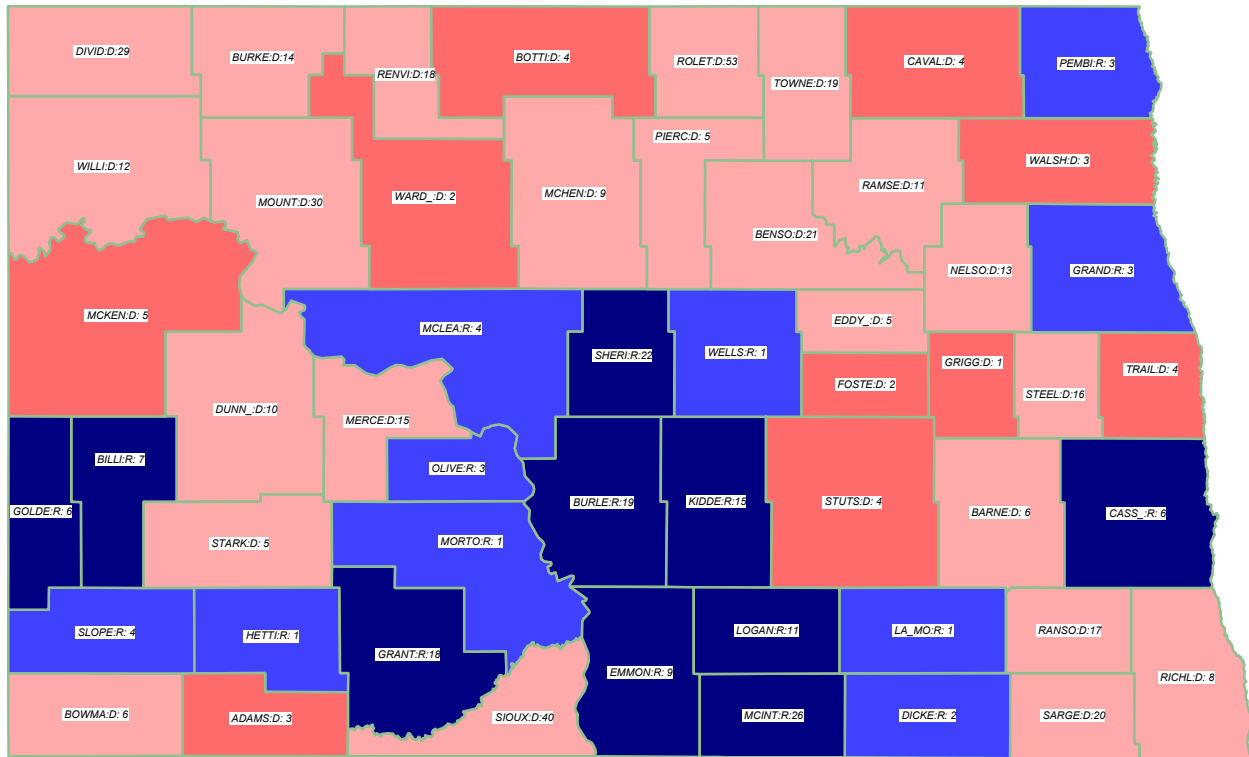 DIVID:D:29
BURKE:D:14
RENVI:D:18
BOTTI:D: 4
ROLET:D:53
TOWNE:D:19
CAVAL:D: 4
PEMBI:R: 3
PIERC:D: 5
WILLI:D:12
MOUNT:D:30
WARD_:D: 2
MCHEN:D: 9
RAMSE:D:11
WALSH:D: 3
BENSO:D:21
NELSO:D:13
GRAND:R: 3
MCKEN:D: 5
MCLEA:R: 4
SHERI:R:22
WELLS:R: 1
EDDY_:D: 5
FOSTE:D: 2
GRIGG:D: 1
STEEL:D:16
TRAIL:D: 4
DUNN_:D:10
MERCE:D:15
BILLI:R: 7
GOLDE:R: 6
OLIVE:R: 3
BURLE:R:19
KIDDE:R:15
STUTS:D: 4
BARNE:D: 6
CASS_:R: 6
STARK:D: 5
MORTO:R: 1
SLOPE:R: 4
HETTI:R: 1
GRANT:R:18
EMMON:R: 9
LOGAN:R:11
LA_MO:R: 1
RANSO:D:17
RICHL:D: 8
BOWMA:D: 6
ADAMS:D: 3
SIOUX:D:40
MCINT:R:26
DICKE:R: 2
SARGE:D:20